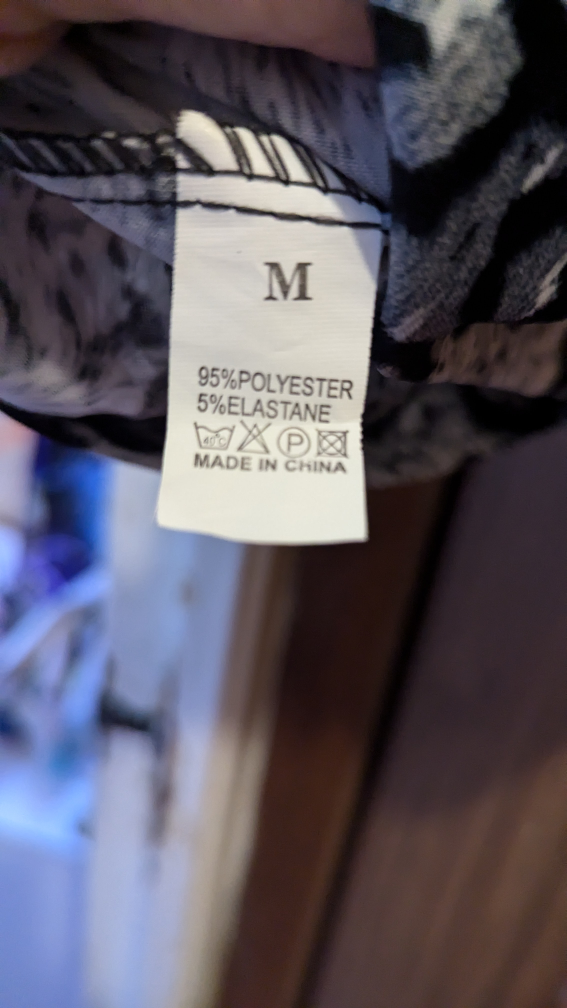 M
95%POLYESTER
5%ELASTANE
40°C P
MADE IN CHINA